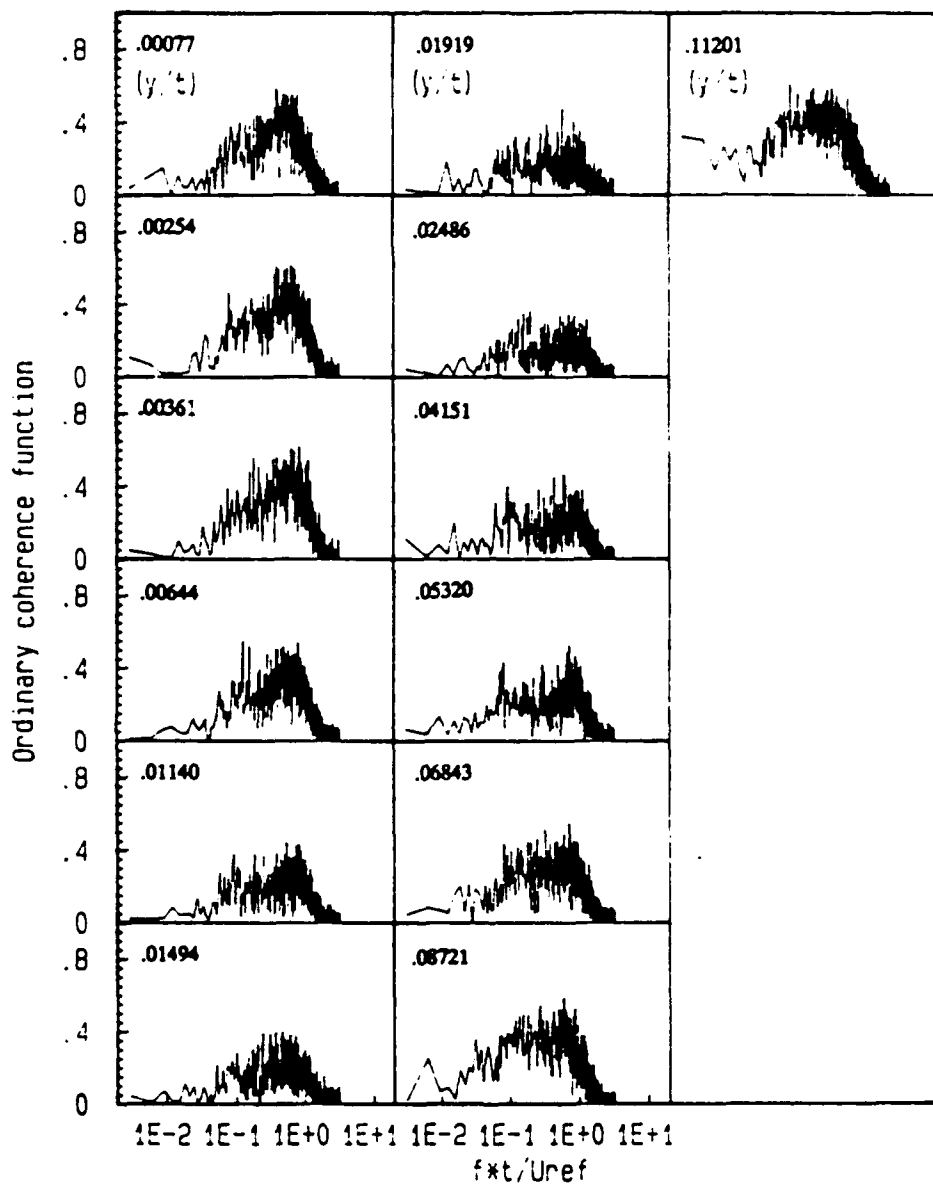 .8 .00077 .01919 .11201
(y/t) (y/t) (y/t)
.4
0
.8 .00254 .02486
.4
0
.8 .00361 .04151
.4
0
.8 .00644 .05320
.4
0
.8 .01140 .06843
.4
0
.8 .01494 .08721
.4
0
Ordinary coherence function
1E-2 1E-1 1E+0 1E+1 1E-2 1E-1 1E+0 1E+1
f*t/Uref